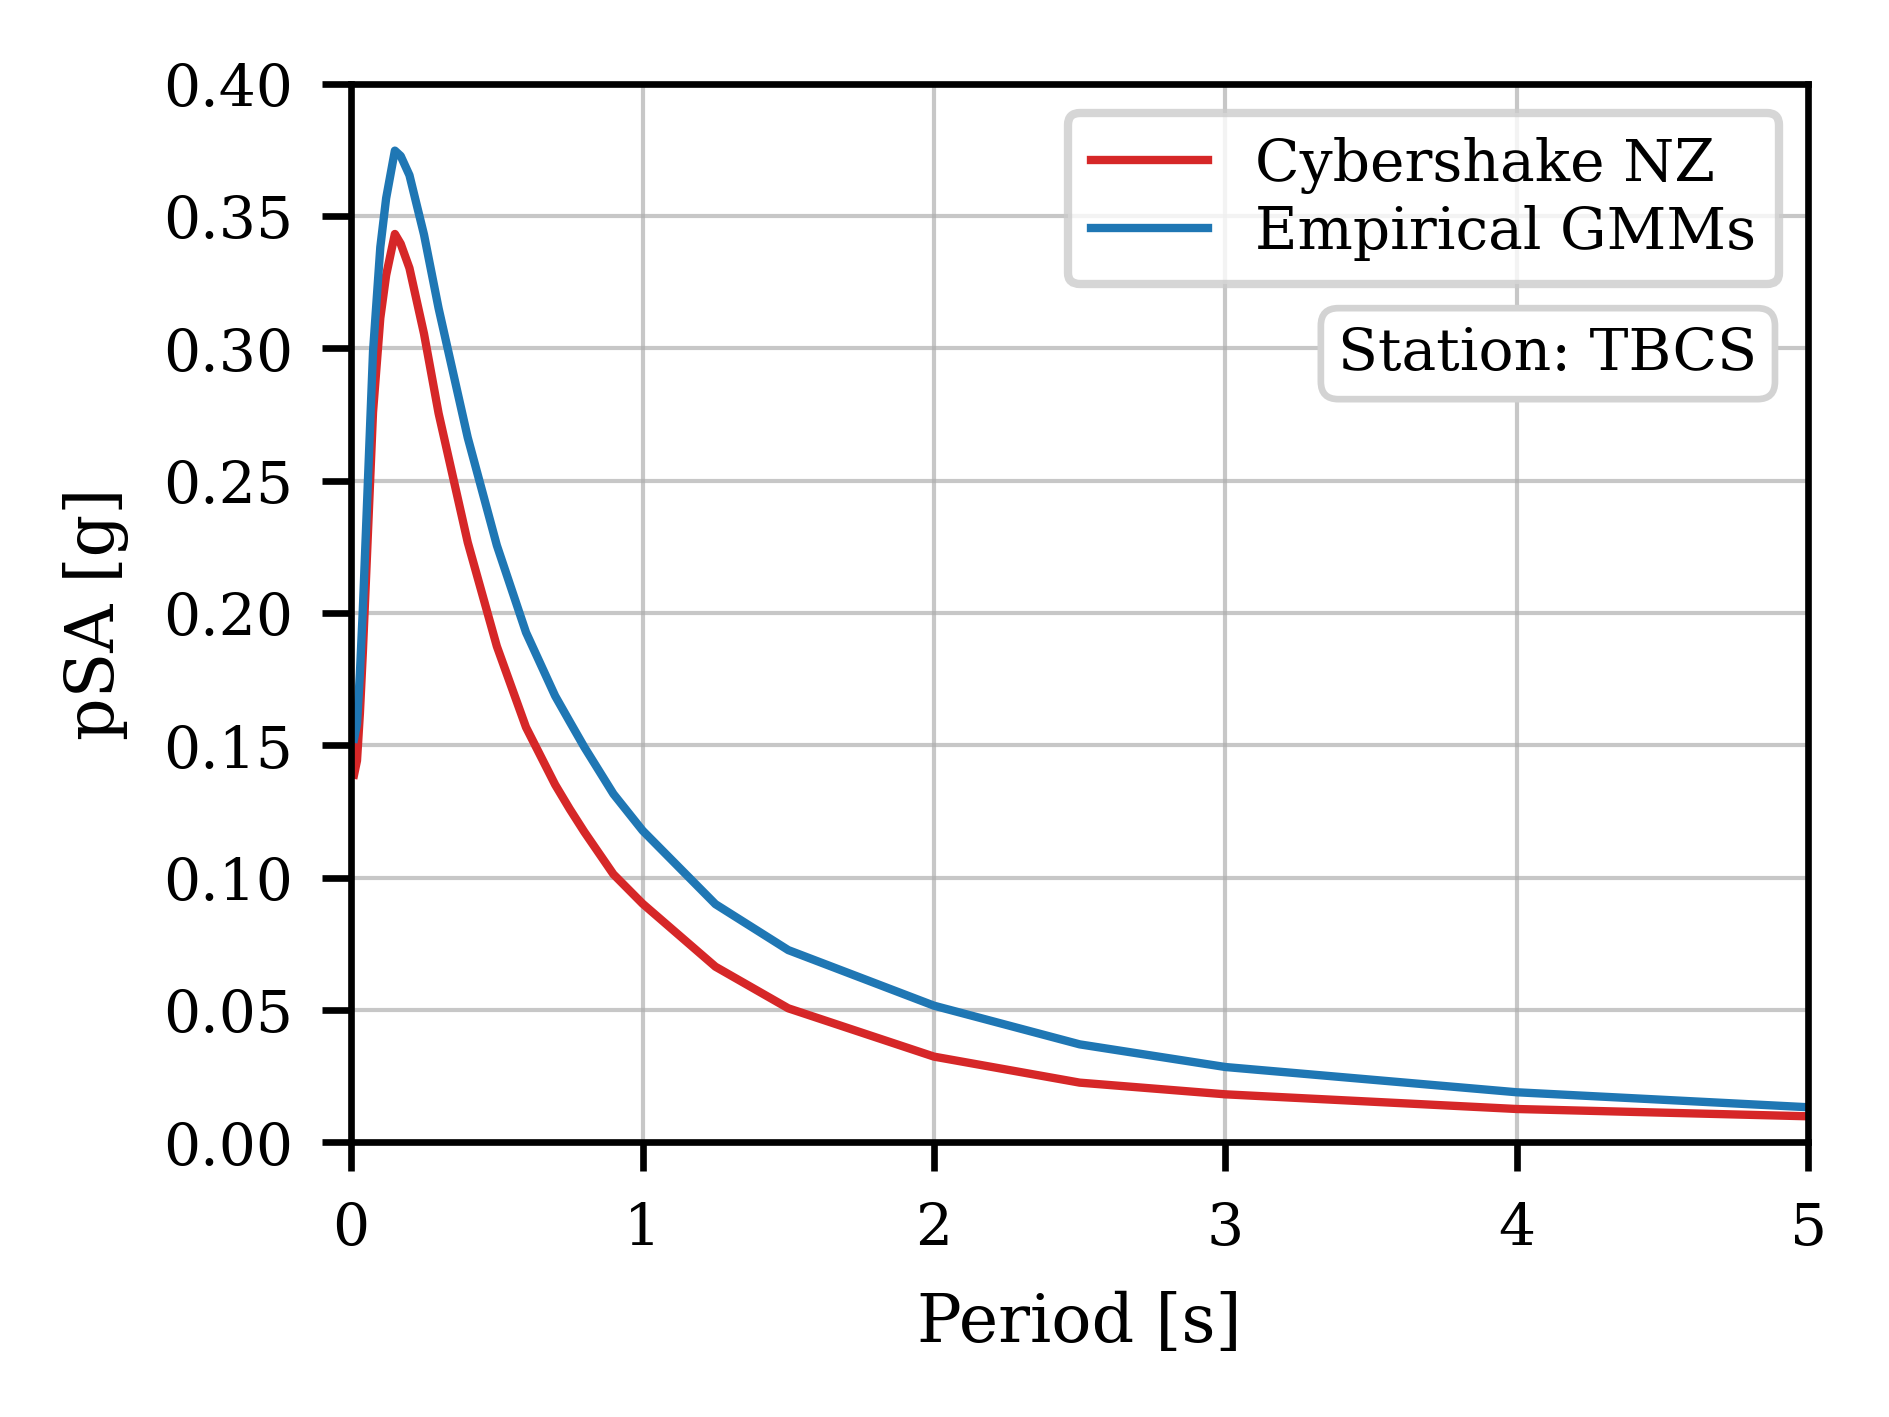 0.40
0.35
0.30
0.25
0.20
0.15
0.10
0.05
0.00
pSA [g]
Cybershake NZ
Empirical GMMs
Station: TBCS
0 1 2 3 4 5
Period [s]